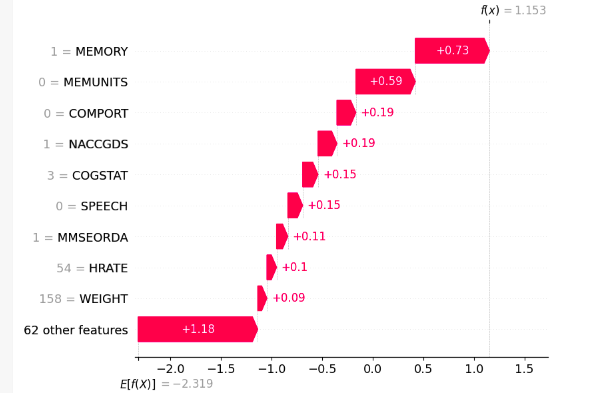 f(x) = 1.153
1 = MEMORY +0.73
0 = MEMUNITS +0.59
0 = COMPORT +0.19
1 = NACCGDS +0.19
3 = COGSTAT +0.15
0 = SPEECH +0.15
1 = MMSEORDA +0.11
54 = HRATE +0.1
158 = WEIGHT +0.09
62 other features +1.18
−2.0 −1.5 −1.0 −0.5 0.0 0.5 1.0 1.5
E[f(X)] = −2.319